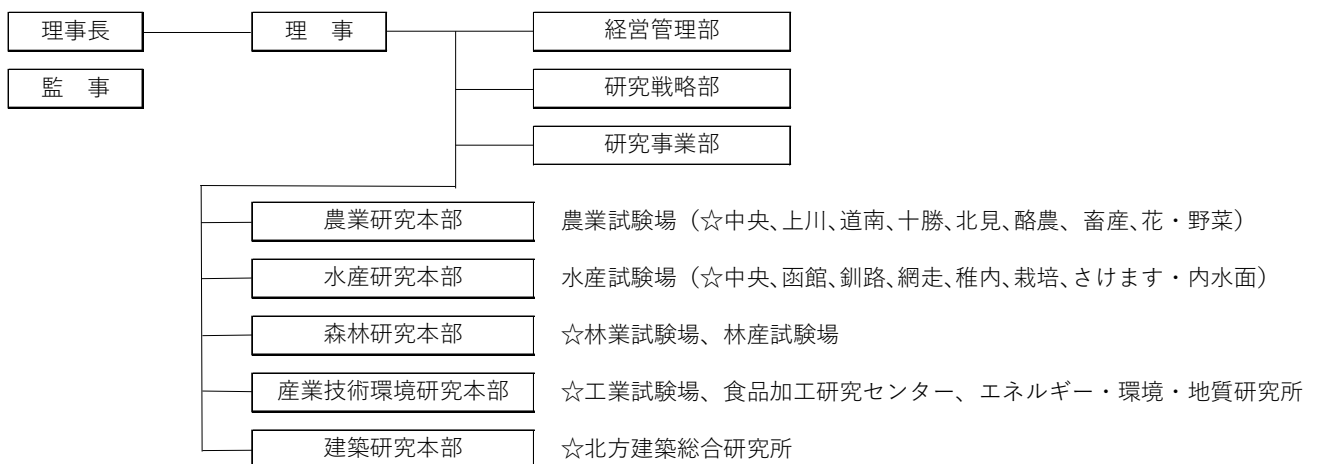 理事長 理　事 経営管理部
監　事 研究戦略部
研究事業部
農業研究本部 農業試験場（☆中央、上川、道南、十勝、北見、酪農、畜産、花・野菜）
水産研究本部 水産試験場（☆中央、函館、釧路、網走、稚内、栽培、さけます・内水面）
森林研究本部 ☆林業試験場、林産試験場
産業技術環境研究本部 ☆工業試験場、食品加工研究センター、エネルギー・環境・地質研究所
建築研究本部 ☆北方建築総合研究所